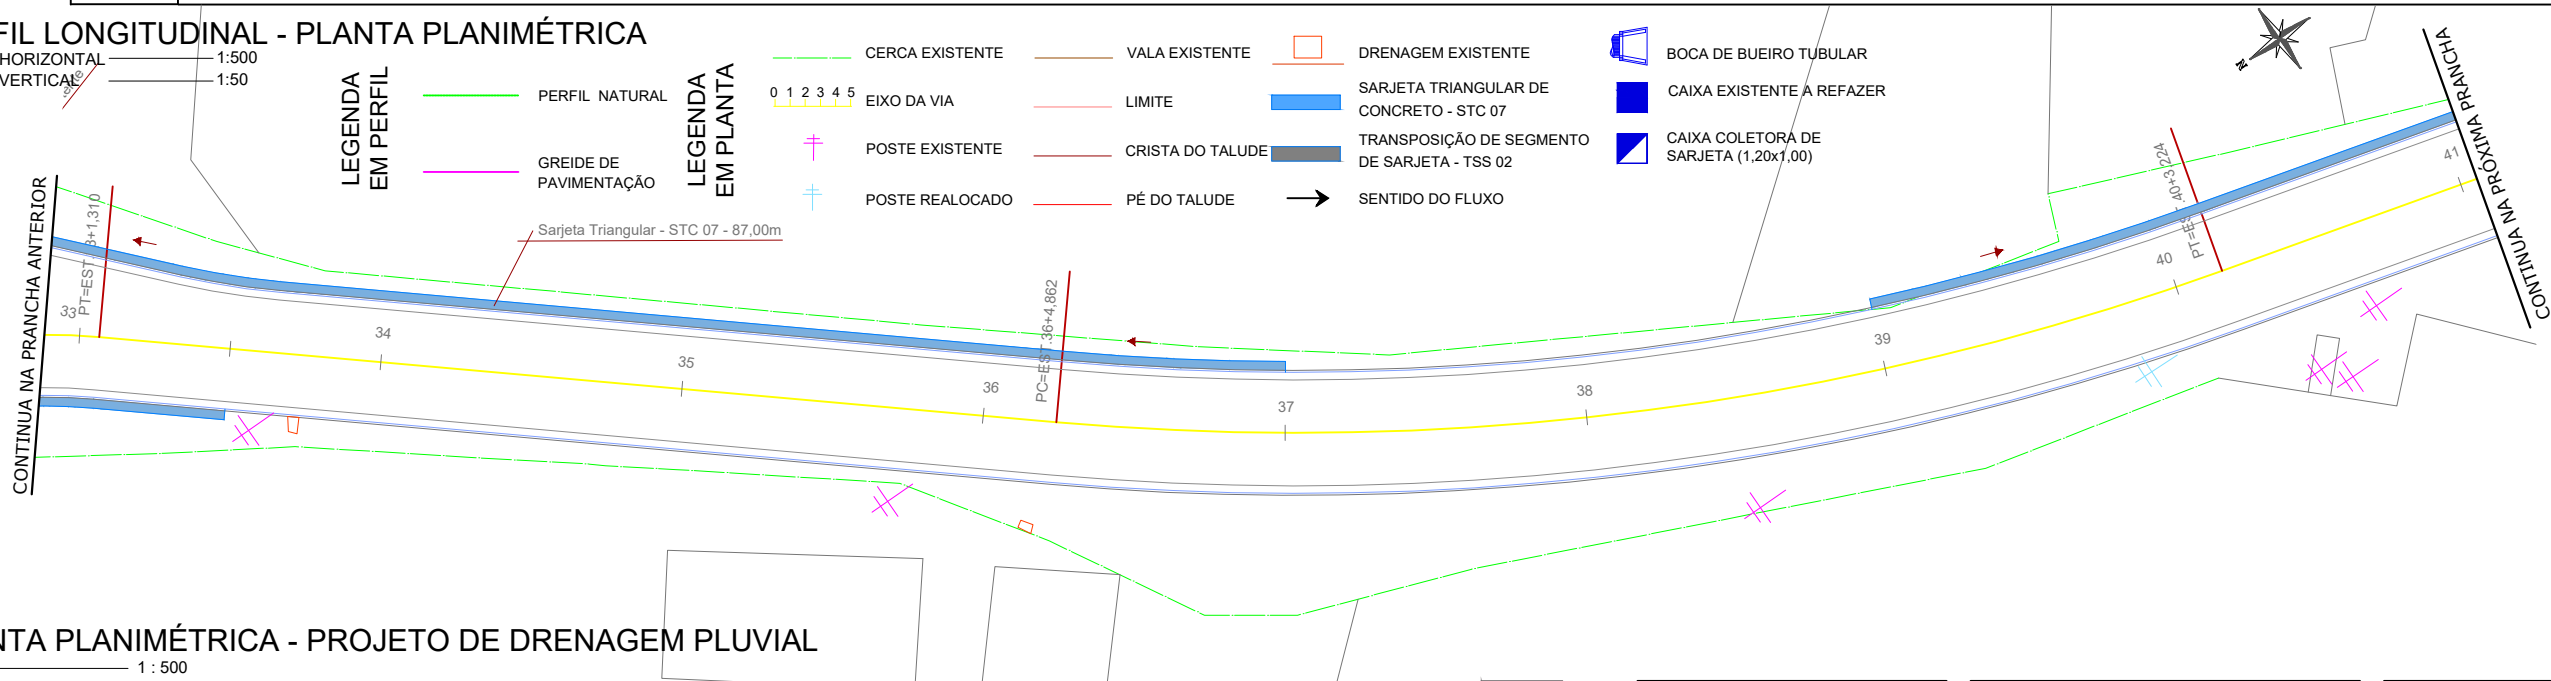 FIL LONGITUDINAL - PLANTA PLANIMÉTRICA
HORIZONTAL 1:500
VERTICAL 1:50
LEGENDA
EM PERFIL
PERFIL NATURAL
GREIDE DE
PAVIMENTAÇÃO
LEGENDA
EM PLANTA
CERCA EXISTENTE
0 1 2 3 4 5
EIXO DA VIA
POSTE EXISTENTE
POSTE REALOCADO
VALA EXISTENTE
LIMITE
CRISTA DO TALUDE
PÉ DO TALUDE
DRENAGEM EXISTENTE
SARJETA TRIANGULAR DE
CONCRETO - STC 07
TRANSPOSIÇÃO DE SEGMENTO
DE SARJETA - TSS 02
SENTIDO DO FLUXO
BOCA DE BUEIRO TUBULAR
CAIXA EXISTENTE A REFAZER
CAIXA COLETORA DE
SARJETA (1,20x1,00)
N
CONTINUA NA PRANCHA ANTERIOR
Sarjeta Triangular - STC 07 - 87,00m
33
34
35
36
PC=EST.36+4,862
37
38
39
40
41
CONTINUA NA PRÓXIMA PRANCHA
NTA PLANIMÉTRICA - PROJETO DE DRENAGEM PLUVIAL
1 : 500